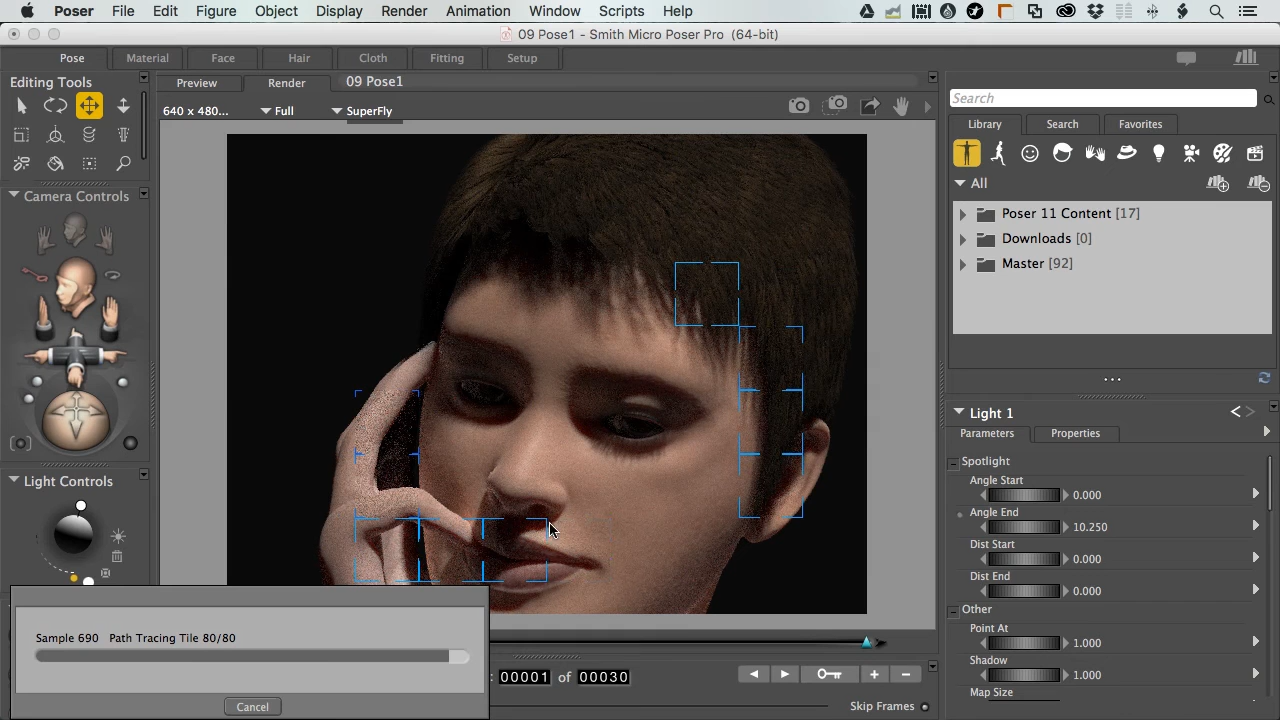 Poser File Edit Figure Object Display Render Animation Window Scripts Help
09 Pose1 - Smith Micro Poser Pro (64-bit)
Pose Material Face Hair Cloth Fitting Setup
Editing Tools
Preview Render 09 Pose1
640 x 480... Full SuperFly
Camera Controls
Light Controls
Search
Library Search Favorites
All
Poser 11 Content [17]
Downloads [0]
Master [92]
Light 1
Parameters Properties
Spotlight
Angle Start
0.000
Angle End
10.250
Dist Start
0.000
Dist End
0.000
Other
Point At
1.000
Shadow
1.000
Map Size
Sample 690 Path Tracing Tile 80/80
Cancel
: 00001 of 00030
Skip Frames